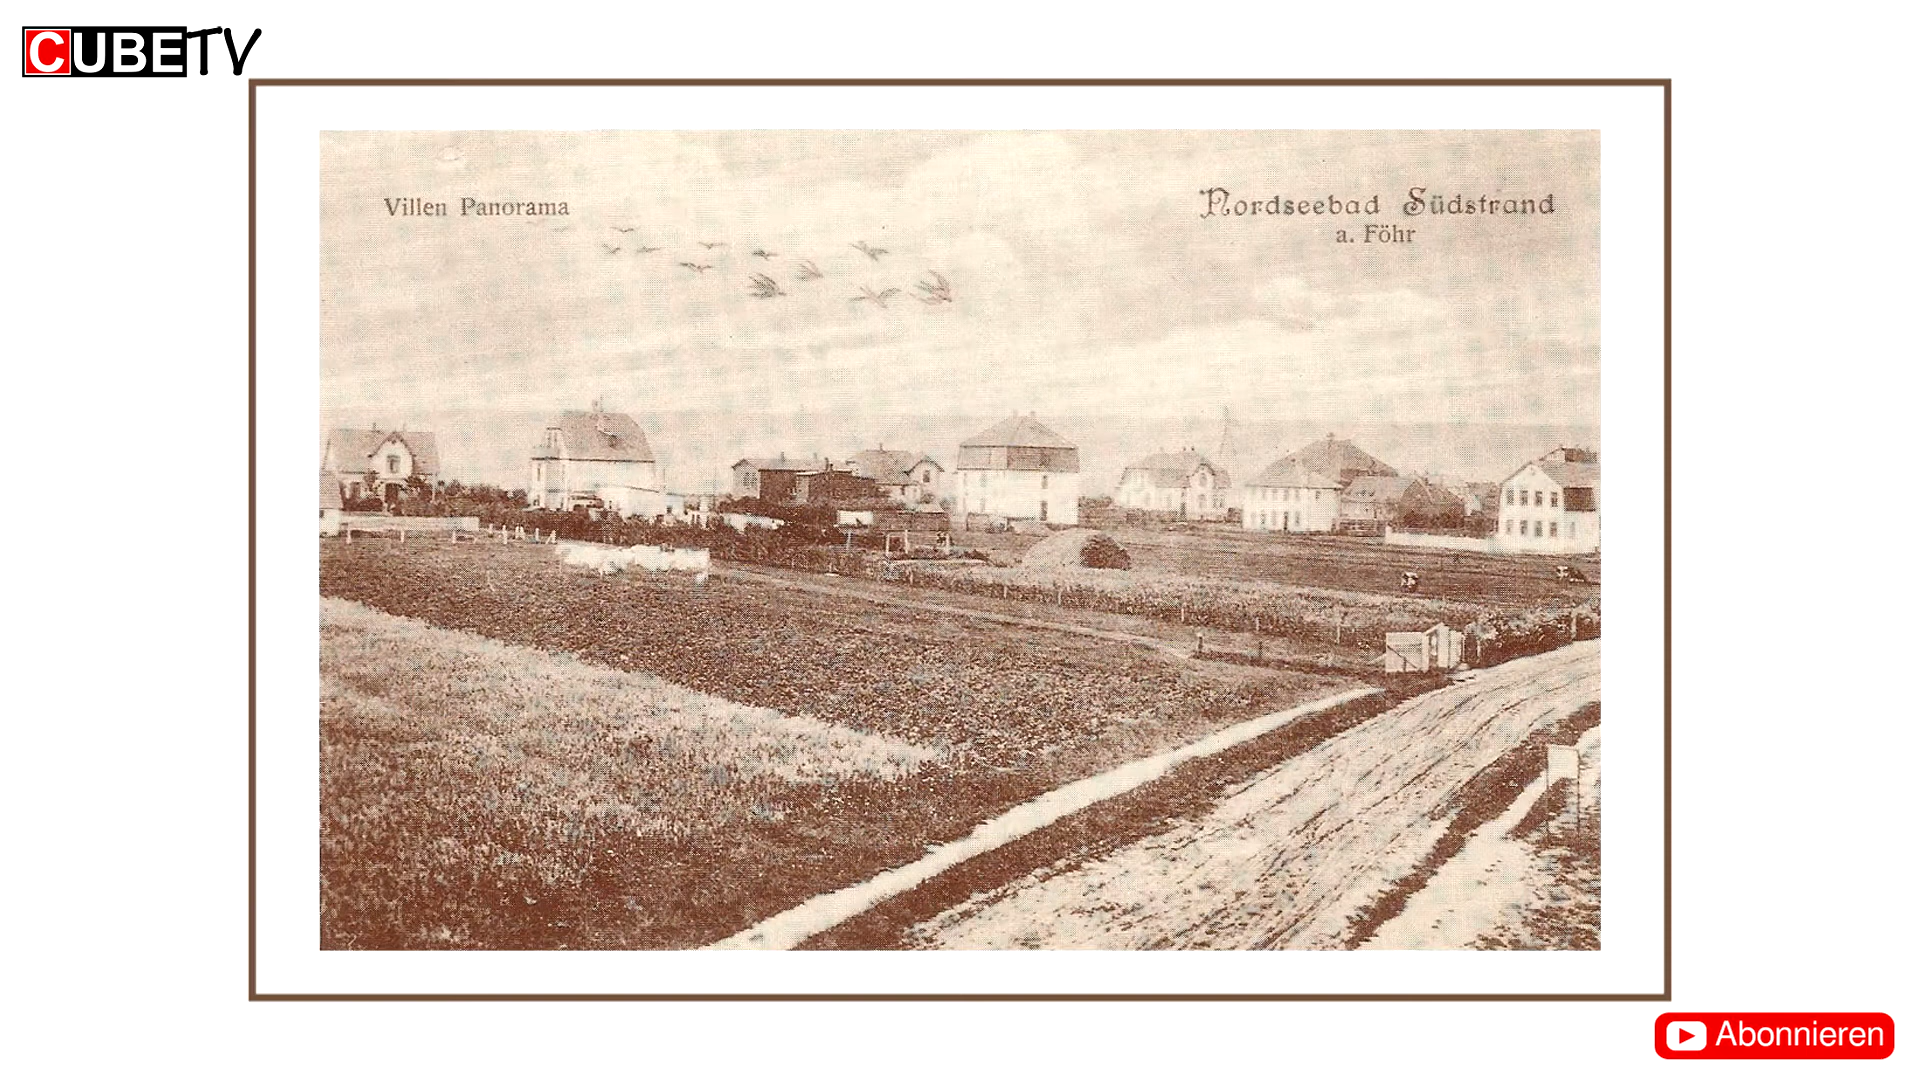 CUBETV
Villen Panorama
Nordseebad Südstrand
a. Föhr
Abonnieren